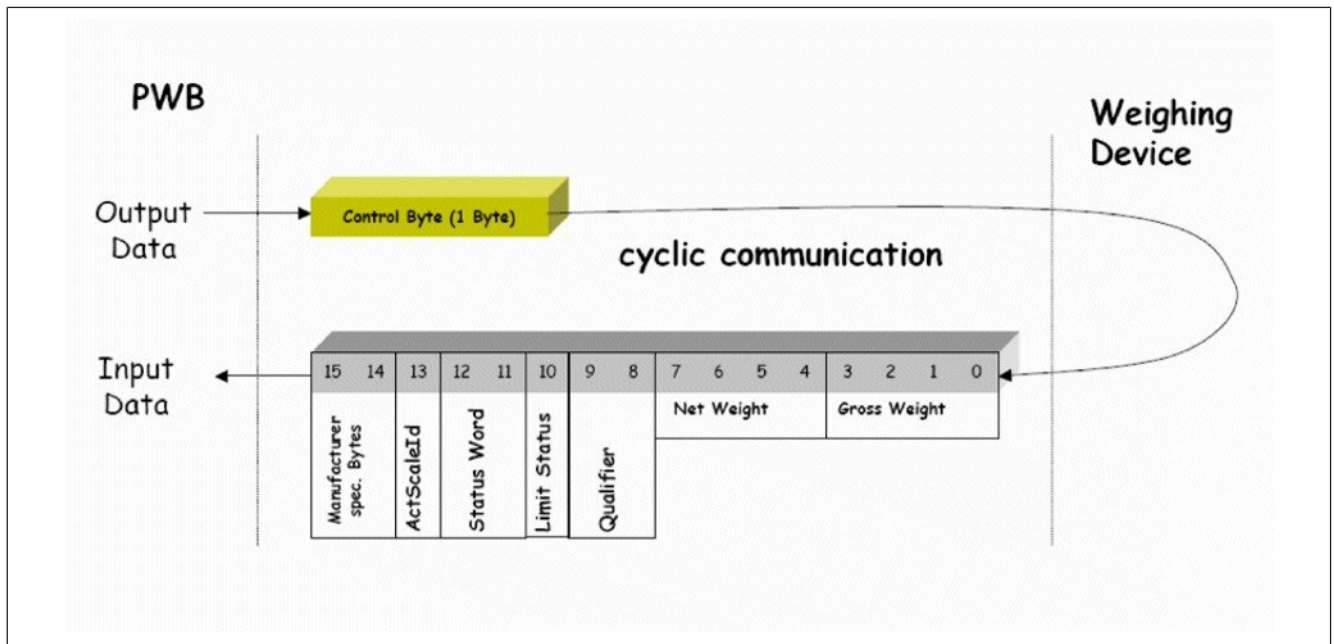 PWB
Weighing
Device
Output
Data
Control Byte (1 Byte)
cyclic communication
Input
Data
15 14 13 12 11 10 9 8 7 6 5 4 3 2 1 0
Net Weight
Gross Weight
Manufacturer
spec. Bytes
ActScaleId
Status Word
Limit Status
Qualifier